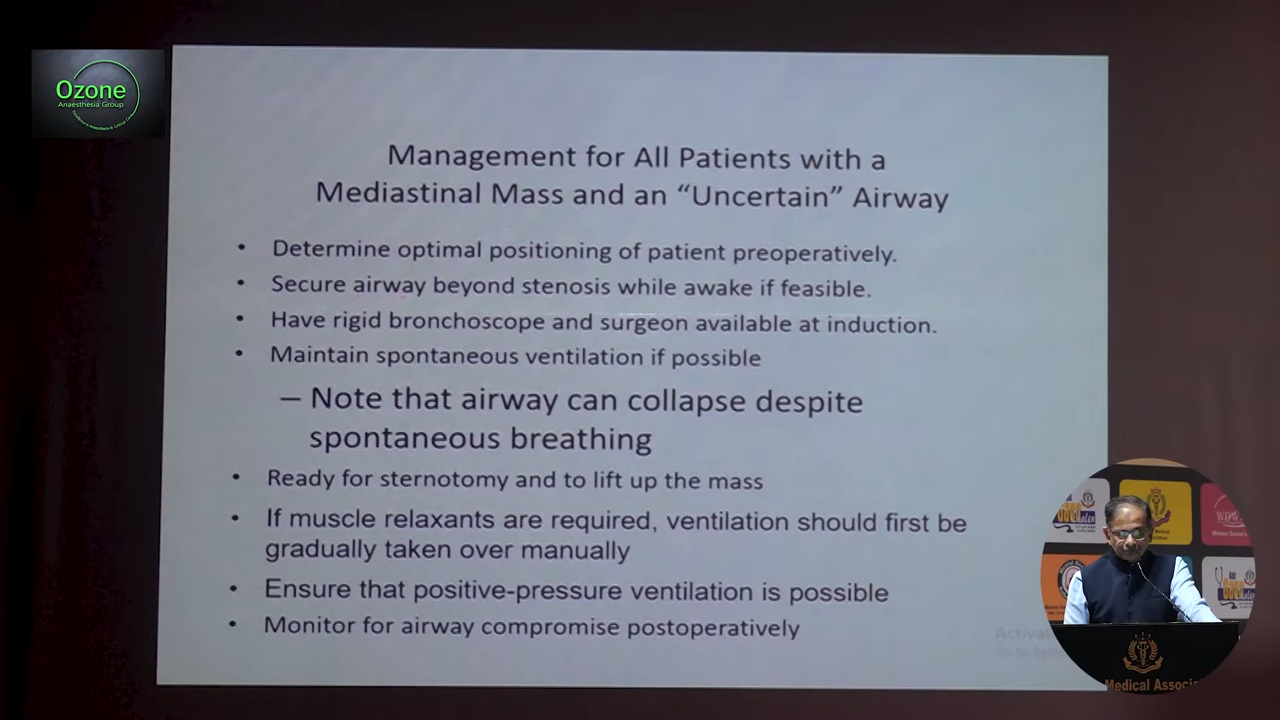 Ozone
Anaesthesia Group
Management for All Patients with a
Mediastinal Mass and an “Uncertain” Airway
• Determine optimal positioning of patient preoperatively.
• Secure airway beyond stenosis while awake if feasible.
• Have rigid bronchoscope and surgeon available at induction.
• Maintain spontaneous ventilation if possible
– Note that airway can collapse despite
spontaneous breathing
• Ready for sternotomy and to lift up the mass
• If muscle relaxants are required, ventilation should first be
gradually taken over manually
• Ensure that positive-pressure ventilation is possible
• Monitor for airway compromise postoperatively
Medical Associ